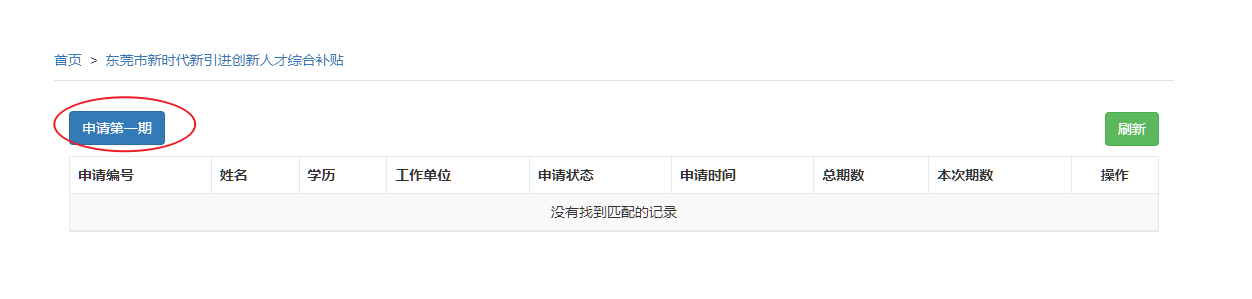 首页 > 东莞市新时代新引进创新人才综合补贴
申请第一期 刷新
申请编号 姓名 学历 工作单位 申请状态 申请时间 总期数 本次期数 操作
没有找到匹配的记录